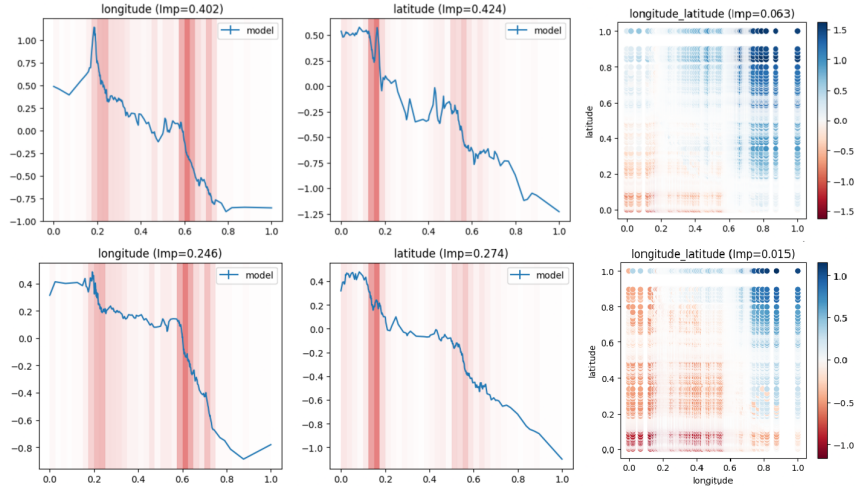 longitude (Imp=0.402)
model
1.00
0.75
0.50
0.25
0.00
−0.25
−0.50
−0.75
−1.00
0.0 0.2 0.4 0.6 0.8 1.0
latitude (Imp=0.424)
model
0.50
0.25
0.00
−0.25
−0.50
−0.75
−1.00
−1.25
0.0 0.2 0.4 0.6 0.8 1.0
longitude_latitude (Imp=0.063)
latitude
1.0
0.8
0.6
0.4
0.2
0.0
0.0 0.2 0.4 0.6 0.8 1.0
1.5
1.0
0.5
0.0
−0.5
−1.0
−1.5
longitude (Imp=0.246)
model
0.4
0.2
0.0
−0.2
−0.4
−0.6
−0.8
0.0 0.2 0.4 0.6 0.8 1.0
latitude (Imp=0.274)
model
0.4
0.2
0.0
−0.2
−0.4
−0.6
−0.8
−1.0
0.0 0.2 0.4 0.6 0.8 1.0
longitude_latitude (Imp=0.015)
latitude
1.0
0.8
0.6
0.4
0.2
0.0
0.0 0.2 0.4 0.6 0.8 1.0
longitude
1.0
0.5
0.0
−0.5
−1.0